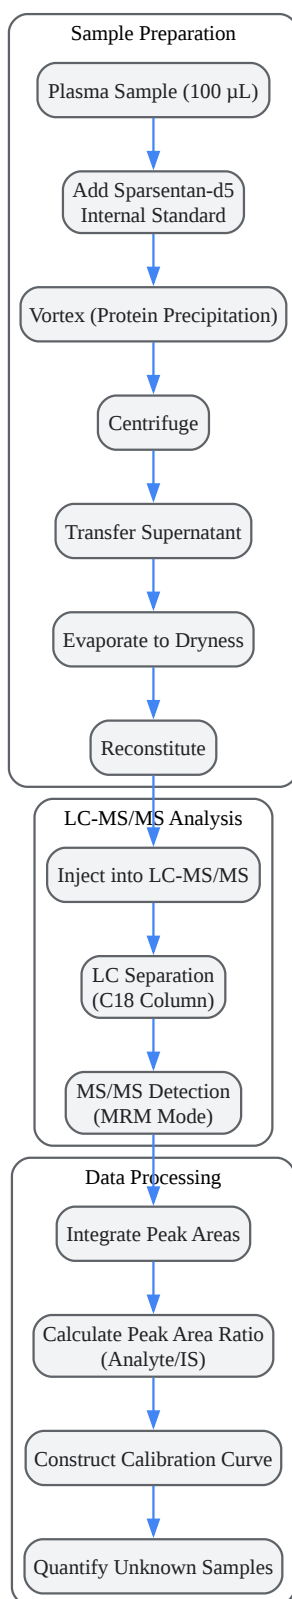 Sample Preparation
Plasma Sample (100 µL)
Add Sparsentan-d5
Internal Standard
Vortex (Protein Precipitation)
Centrifuge
Transfer Supernatant
Evaporate to Dryness
Reconstitute
LC-MS/MS Analysis
Inject into LC-MS/MS
LC Separation
(C18 Column)
MS/MS Detection
(MRM Mode)
Data Processing
Integrate Peak Areas
Calculate Peak Area Ratio
(Analyte/IS)
Construct Calibration Curve
Quantify Unknown Samples